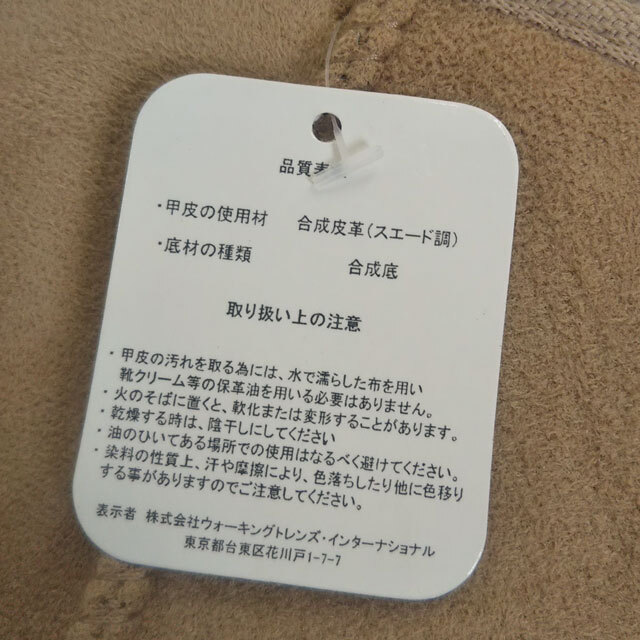 品質表
・甲皮の使用材 合成皮革(スエード調)
・底材の種類 合成底
取り扱い上の注意
・甲皮の汚れを取る為には、水で濡らした布を用い
靴クリーム等の保革油を用いる必要はありません。
・火のそばに置くと、軟化または変形することがあります。
・乾燥する時は、陰干しにしてください
・油のひいてある場所での使用はなるべく避けてください。
・染料の性質上、汗や摩擦により、色落ちしたり他に色移り
する事がありますのでご注意してください。
表示者 株式会社ウォーキングトレンズ・インターナショナル
東京都台東区花川戸1-7-7